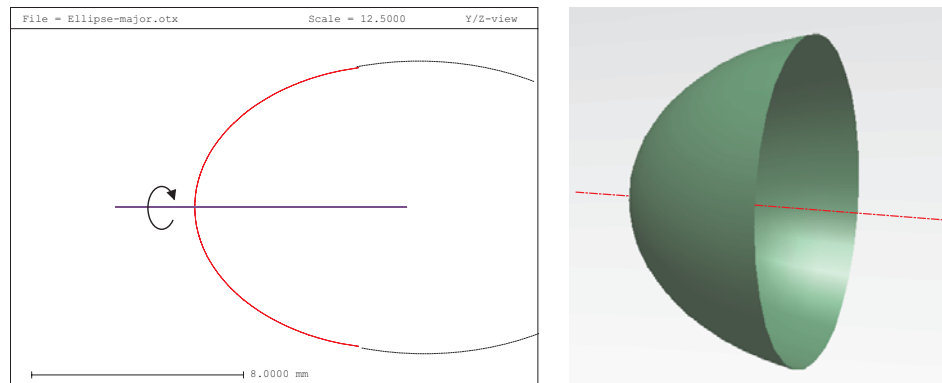 File = Ellipse-major.otx Scale = 12.5000 Y/Z-view
8.0000 mm